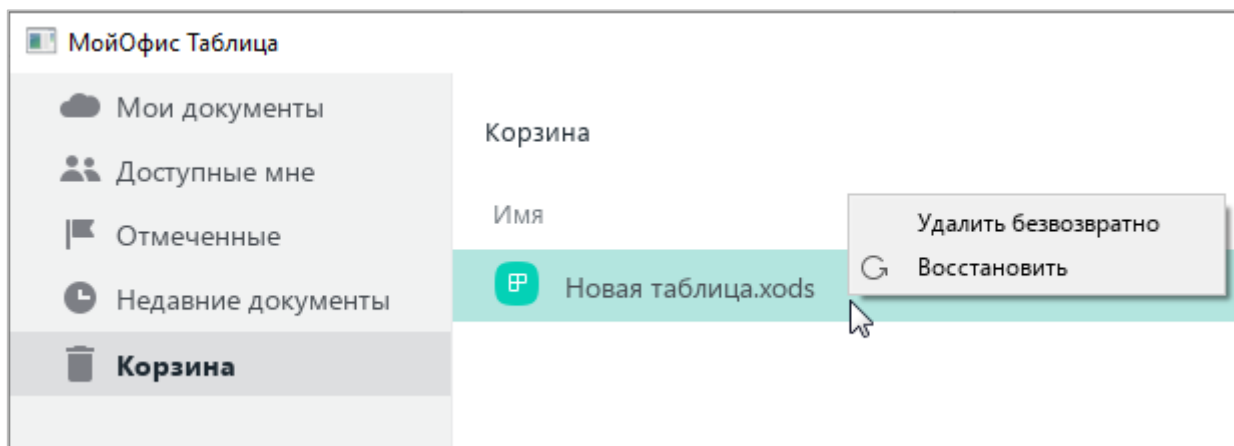 МойОфис Таблица
Мои документы
Доступные мне
Отмеченные
Недавние документы
Корзина
Корзина
Имя
Новая таблица.xods
Удалить безвозвратно
Восстановить